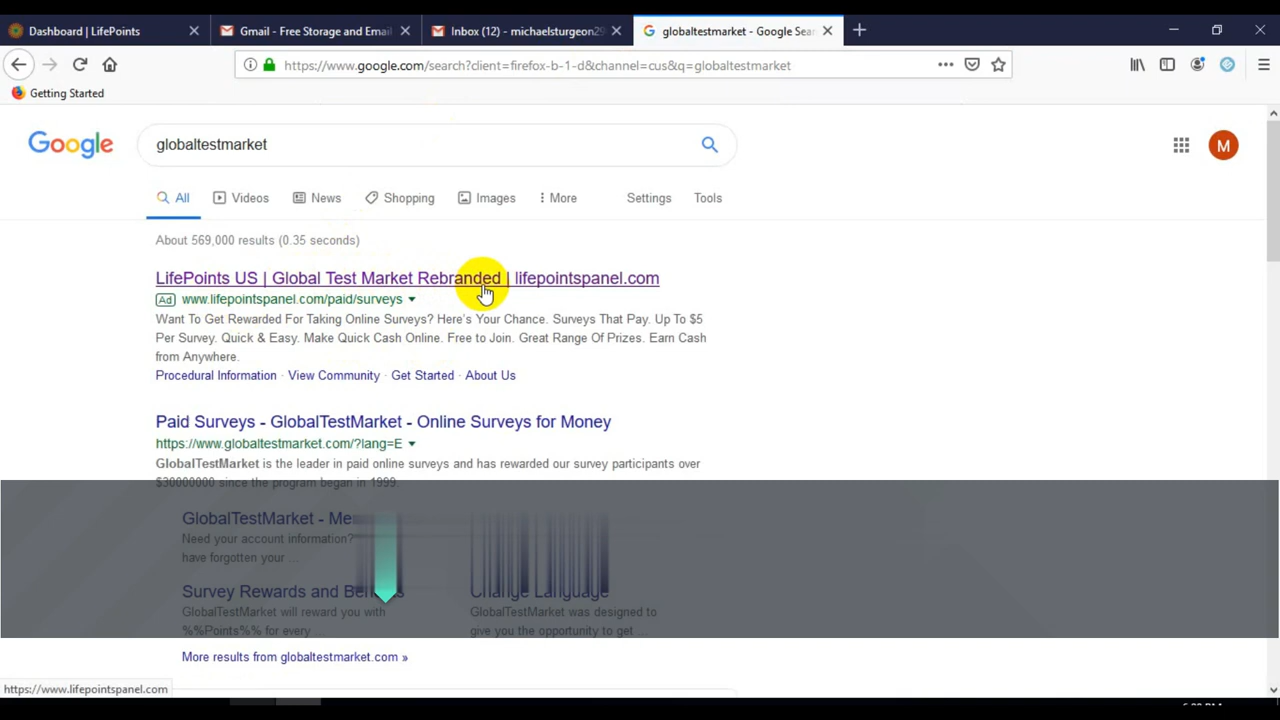 Dashboard | LifePoints
Gmail - Free Storage and Email
Inbox (12) - michaelsturgeon29
globaltestmarket - Google Sear
https://www.google.com/search?client=firefox-b-1-d&channel=cus&q=globaltestmarket
Getting Started
Google
globaltestmarket
M
All Videos News Shopping Images More Settings Tools
About 569,000 results (0.35 seconds)
LifePoints US | Global Test Market Rebranded | lifepointspanel.com
Ad www.lifepointspanel.com/paid/surveys
Want To Get Rewarded For Taking Online Surveys? Here's Your Chance. Surveys That Pay. Up To $5
Per Survey. Quick & Easy. Make Quick Cash Online. Free to Join. Great Range Of Prizes. Earn Cash
from Anywhere.
Procedural Information · View Community · Get Started · About Us
Paid Surveys - GlobalTestMarket - Online Surveys for Money
https://www.globaltestmarket.com/?lang=E
GlobalTestMarket is the leader in paid online surveys and has rewarded our survey participants over
$30000000 since the program began in 1999.
GlobalTestMarket - Me
Need your account information?
have forgotten your ...
Survey Rewards and Be
GlobalTestMarket will reward you with
%%Points%% for every ...
Change Language
GlobalTestMarket was designed to
give you the opportunity to get ...
More results from globaltestmarket.com »
https://www.lifepointspanel.com